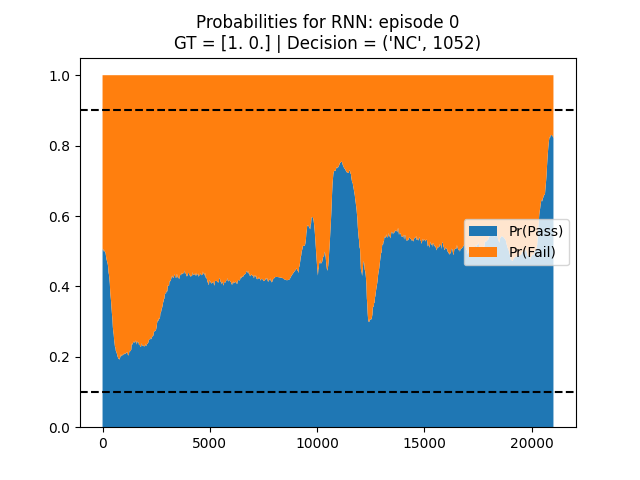 Probabilities for RNN: episode 0
GT = [1. 0.] | Decision = ('NC', 1052)
1.0
0.8
0.6
0.4
0.2
0.0
Pr(Pass)
Pr(Fail)
0
5000
10000
15000
20000